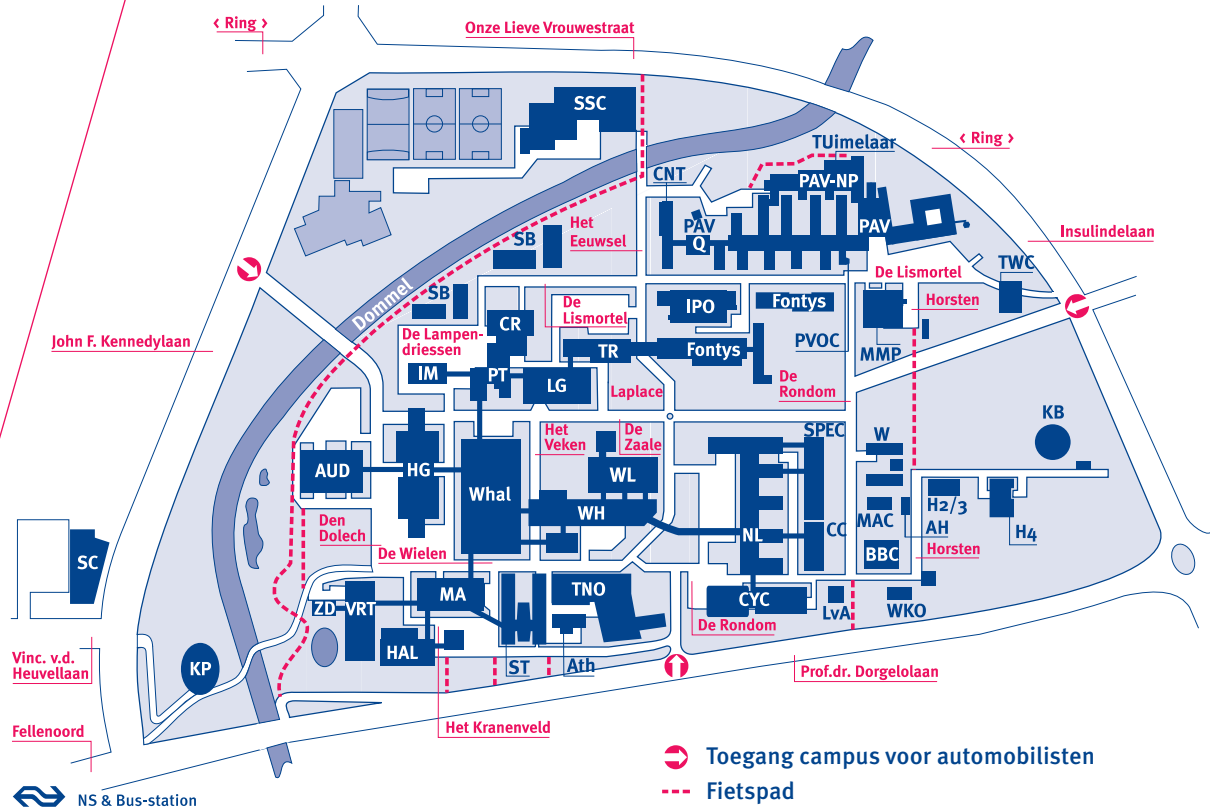 ‹ Ring ›
Onze Lieve Vrouwestraat
SSC
TUimelaar
‹ Ring ›
CNT
PAV-NP
PAV
Q
PAV
Het
Eeuwsel
SB
Insulindelaan
De Lismortel
TWC
Dommel
SB
De
Lismortel
IPO
Fontys
Horsten
CR
De Lampen-
driessen
John F. Kennedylaan
TR
Fontys
PVOC
MMP
IM
PT
LG
Laplace
De
Rondom
KB
Het
Veken
De
Zaale
SPEC
W
AUD
HG
Whal
WL
WH
H2/3
MAC
AH
H4
Den
Dolech
CC
NL
De Wielen
BBC
Horsten
SC
ZD
VRT
MA
TNO
CYC
LvA
WKO
De Rondom
HAL
KP
ST
Ath
Vinc. v.d.
Heuvellaan
Prof.dr. Dorgelolaan
Het Kranenveld
Fellenoord
Toegang campus voor automobilisten
Fietspad
NS & Bus-station